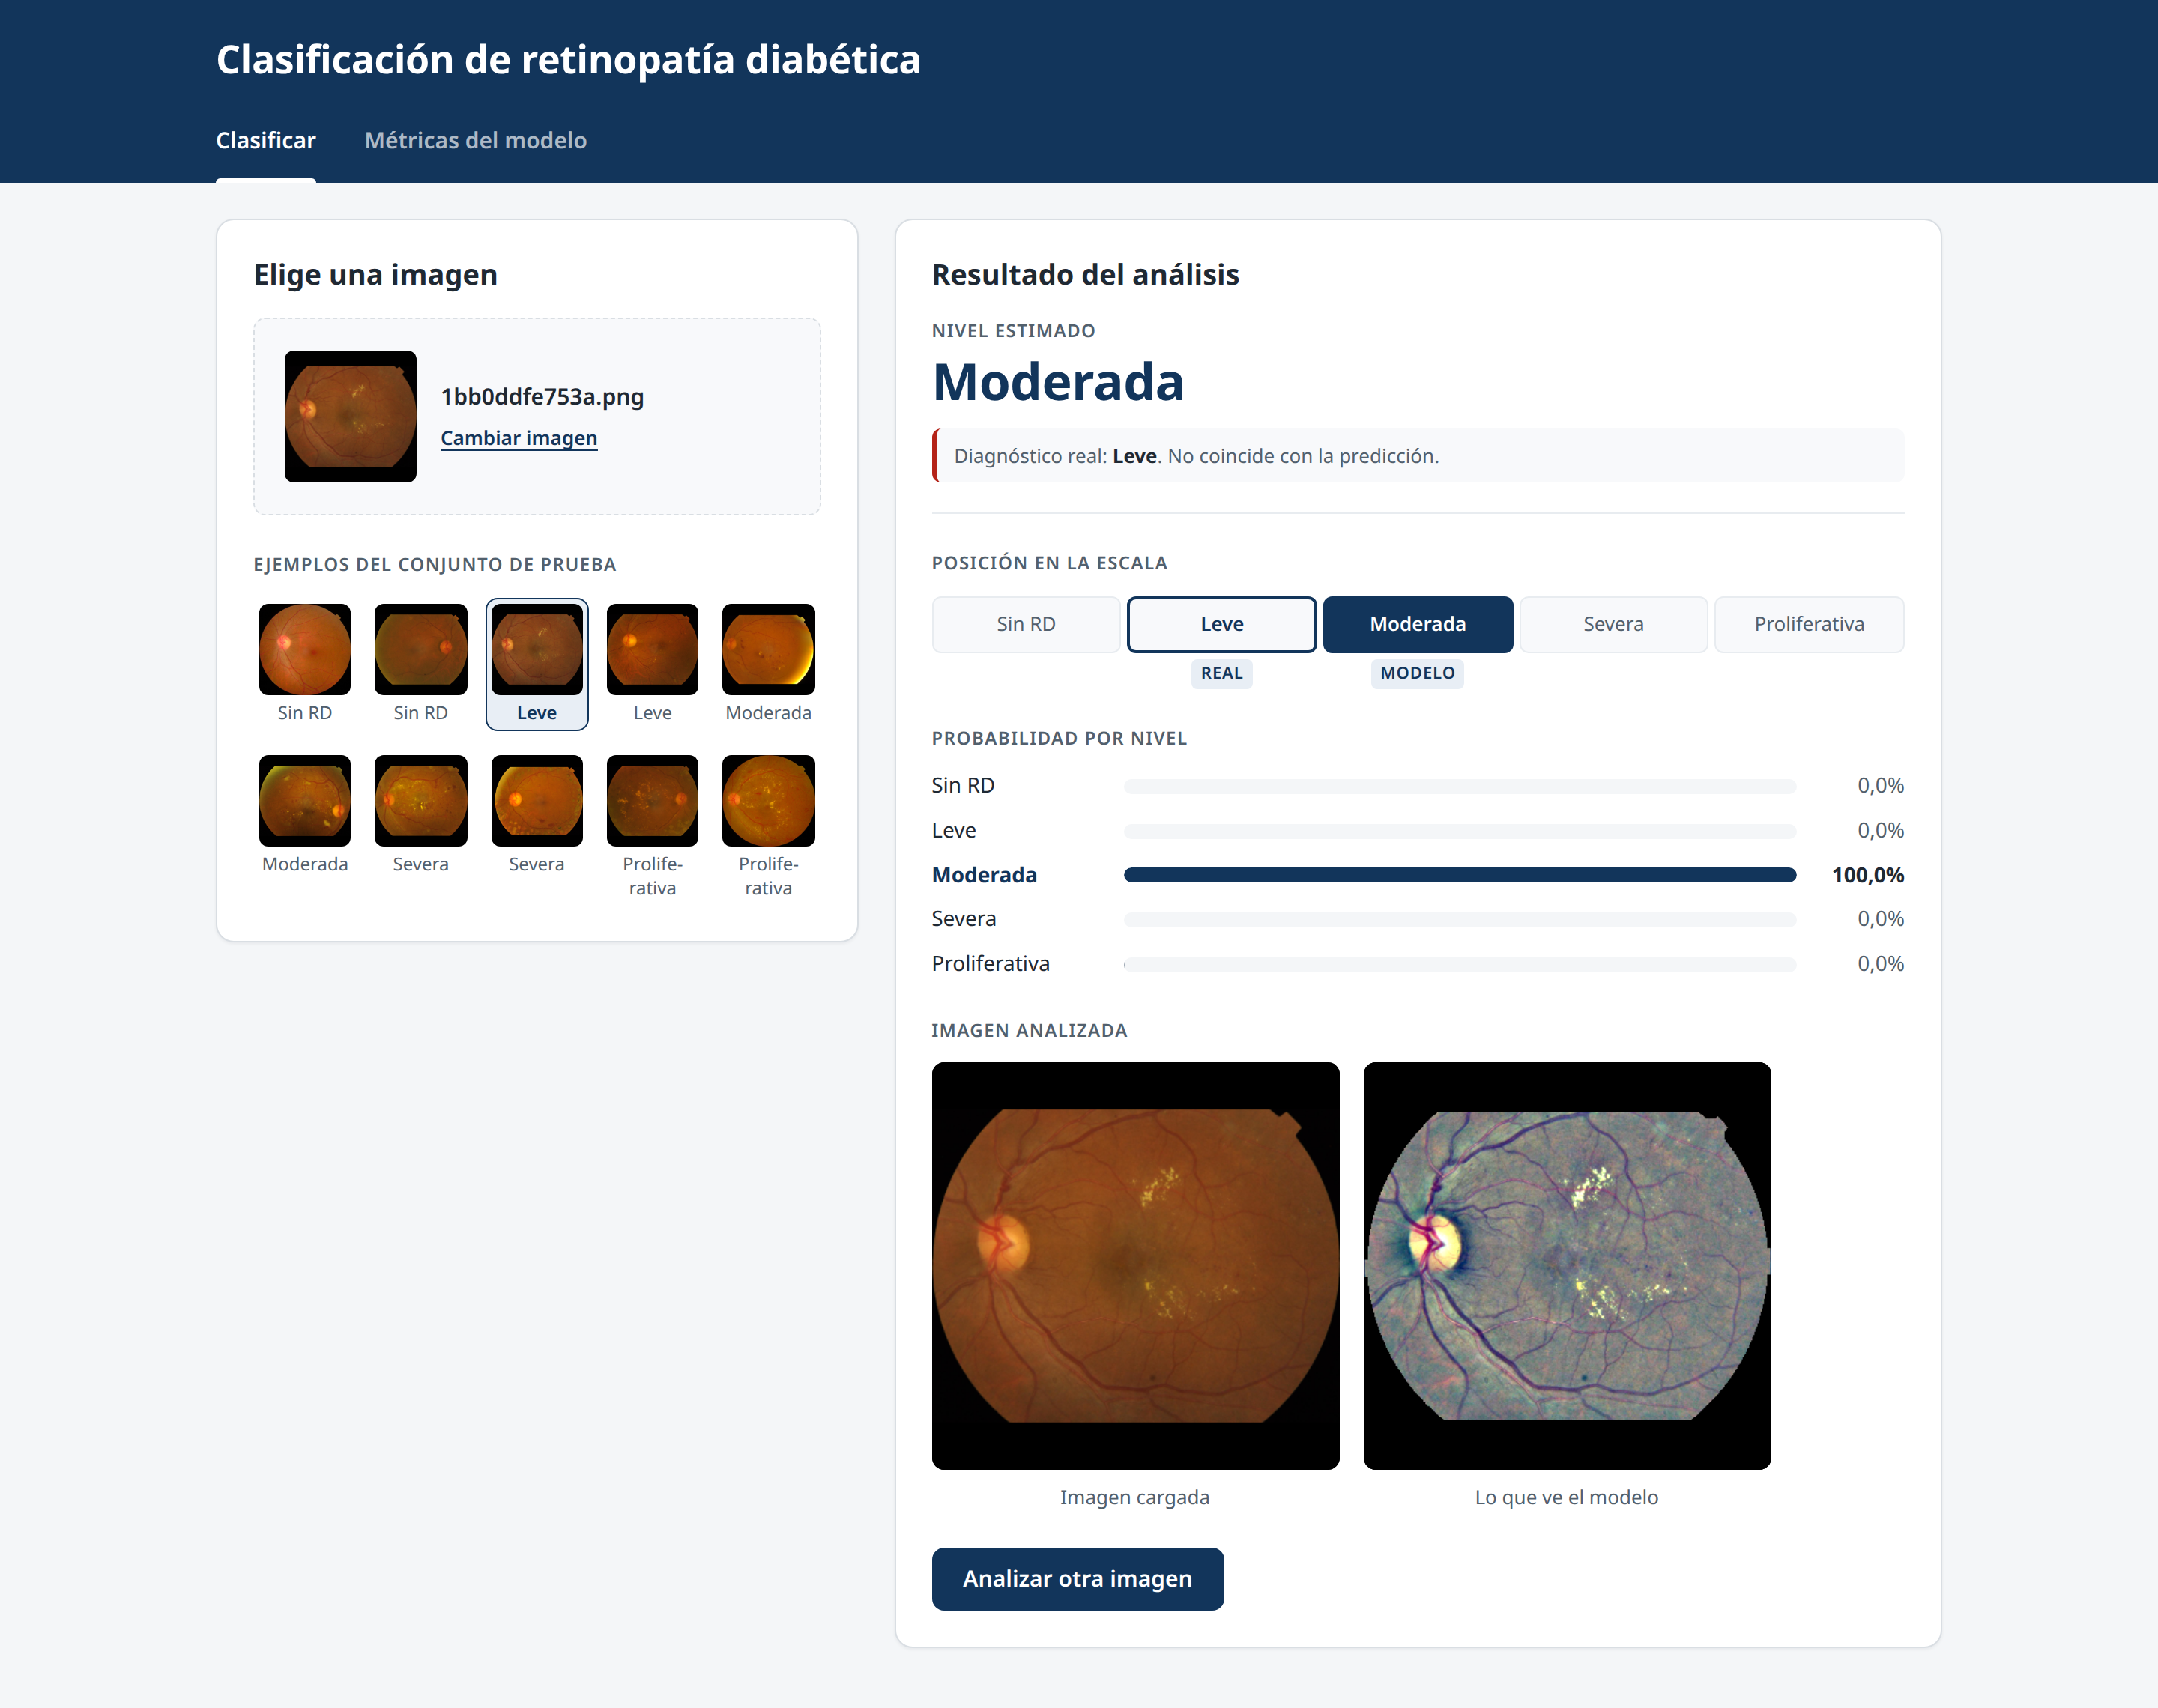 Clasificación de retinopatía diabética
Clasificar
Métricas del modelo
Elige una imagen
1bb0ddfe753a.png
Cambiar imagen
EJEMPLOS DEL CONJUNTO DE PRUEBA
Sin RD
Sin RD
Leve
Leve
Moderada
Moderada
Severa
Severa
Prolife-
rativa
Prolife-
rativa
Resultado del análisis
NIVEL ESTIMADO
Moderada
Diagnóstico real: Leve. No coincide con la predicción.
POSICIÓN EN LA ESCALA
Sin RD
Leve
Moderada
Severa
Proliferativa
REAL
MODELO
PROBABILIDAD POR NIVEL
Sin RD 0,0%
Leve 0,0%
Moderada 100,0%
Severa 0,0%
Proliferativa 0,0%
IMAGEN ANALIZADA
Imagen cargada
Lo que ve el modelo
Analizar otra imagen